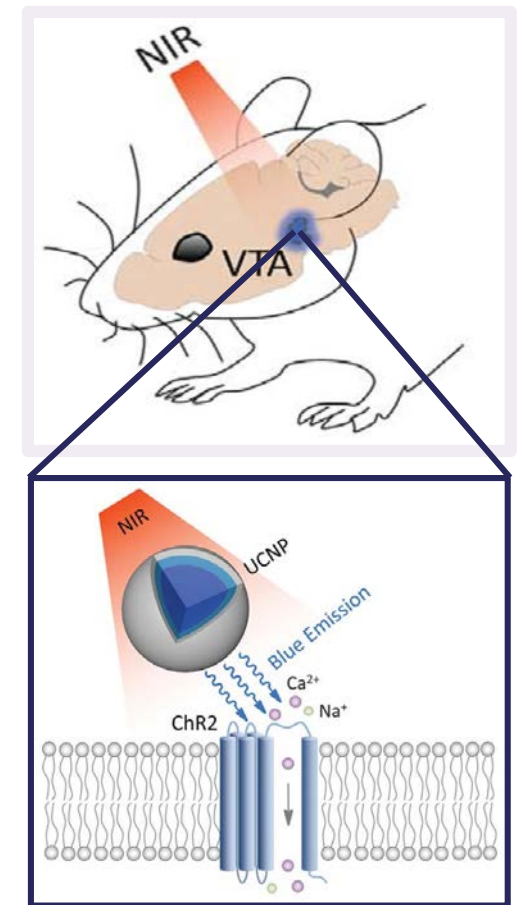 NIR
VTA
NIR
UCNP
Blue Emission
Ca²⁺
Na⁺
ChR2